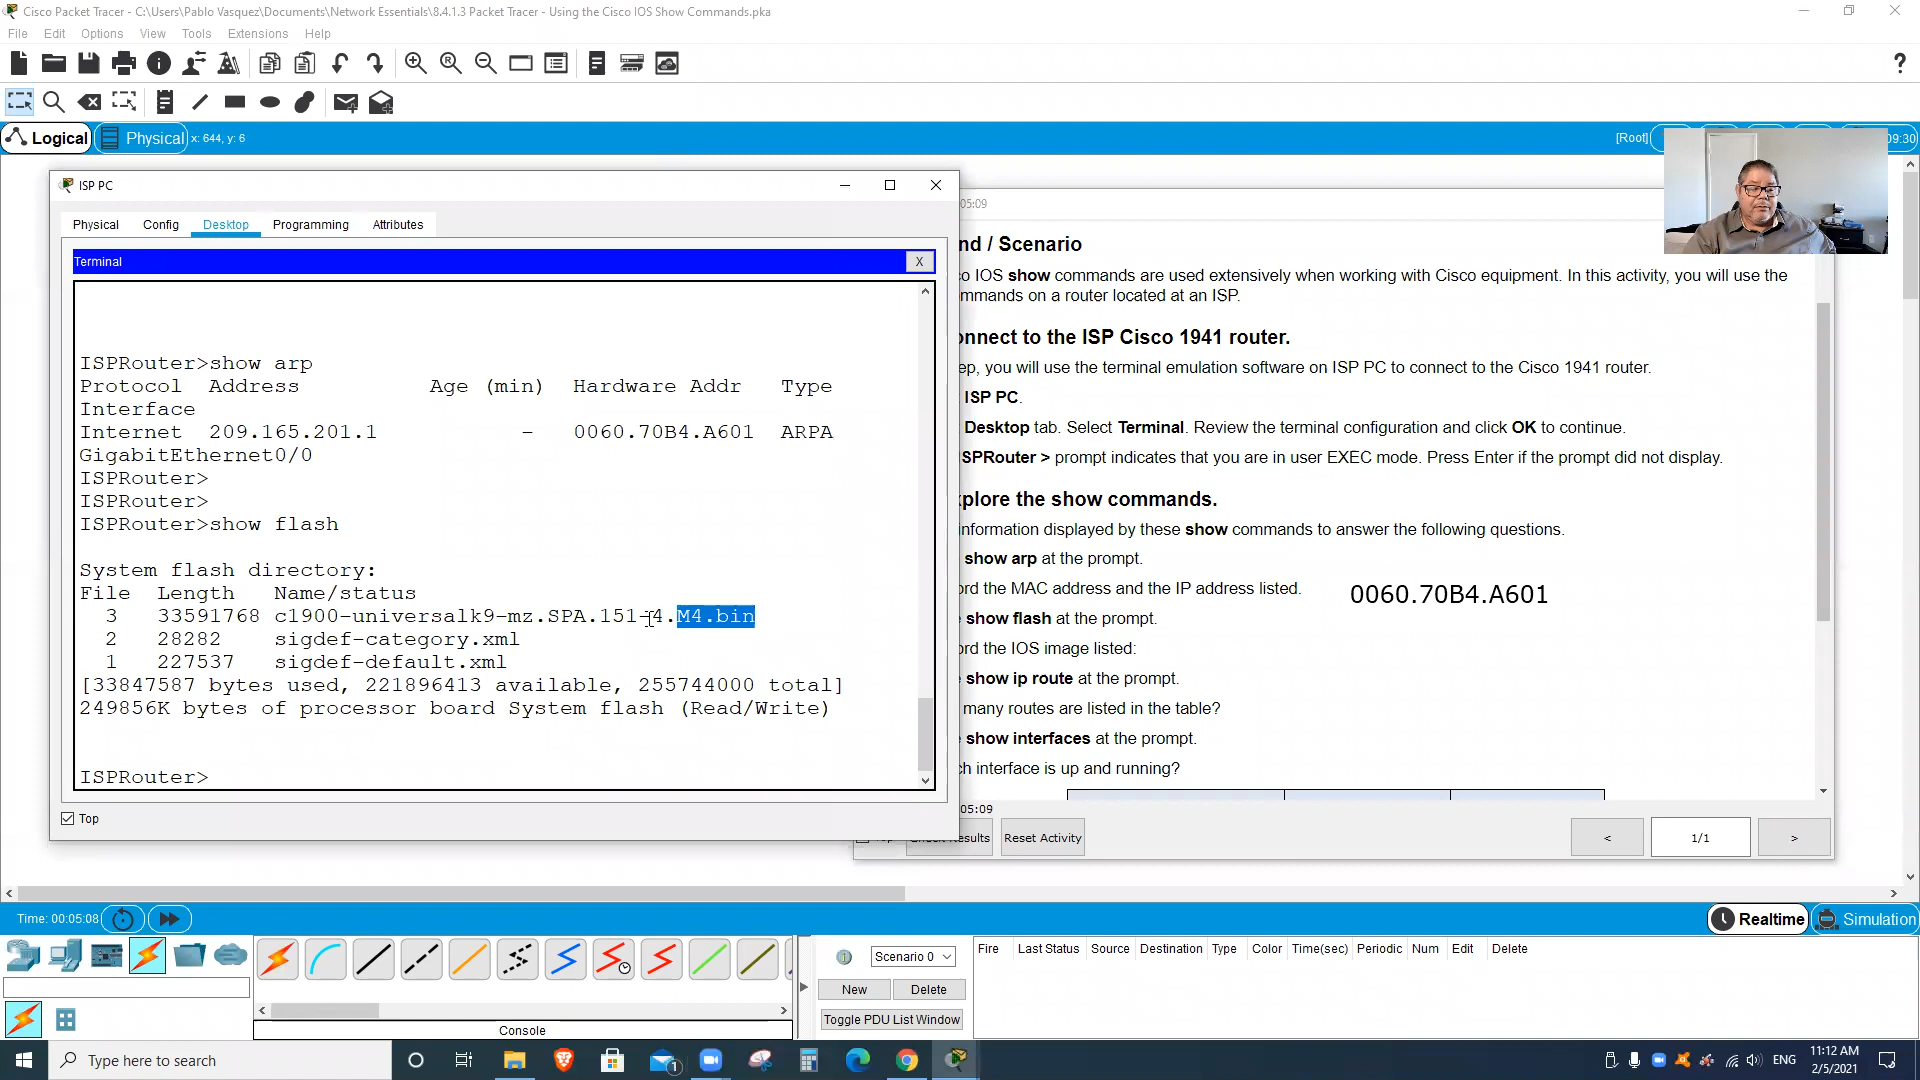 Cisco Packet Tracer - C:\Users\Pablo Vasquez\Documents\Network Essentials\8.4.1.3 Packet Tracer - Using the Cisco IOS Show Commands.pka
File Edit Options View Tools Extensions Help
Logical Physical x: 644, y: 6 [Root] 09:30
ISP PC
Physical Config Desktop Programming Attributes
Terminal X
ISPRouter>show arp
Protocol Address Age (min) Hardware Addr Type
Interface
Internet 209.165.201.1 - 0060.70B4.A601 ARPA
GigabitEthernet0/0
ISPRouter>
ISPRouter>
ISPRouter>show flash
System flash directory:
File Length Name/status
3 33591768 c1900-universalk9-mz.SPA.151-4.M4.bin
2 28282 sigdef-category.xml
1 227537 sigdef-default.xml
[33847587 bytes used, 221896413 available, 255744000 total]
249856K bytes of processor board System flash (Read/Write)
ISPRouter>
Top
05:09
nd / Scenario
o IOS show commands are used extensively when working with Cisco equipment. In this activity, you will use the
mmands on a router located at an ISP.
onnect to the ISP Cisco 1941 router.
ep, you will use the terminal emulation software on ISP PC to connect to the Cisco 1941 router.
ISP PC.
Desktop tab. Select Terminal. Review the terminal configuration and click OK to continue.
SPRouter > prompt indicates that you are in user EXEC mode. Press Enter if the prompt did not display.
xplore the show commands.
information displayed by these show commands to answer the following questions.
show arp at the prompt.
ord the MAC address and the IP address listed. 0060.70B4.A601
show flash at the prompt.
ord the IOS image listed:
show ip route at the prompt.
many routes are listed in the table?
show interfaces at the prompt.
ch interface is up and running?
05:09
Results Reset Activity < 1/1 >
Time: 00:05:08 Realtime Simulation
Scenario 0
New Delete
Toggle PDU List Window
Fire Last Status Source Destination Type Color Time(sec) Periodic Num Edit Delete
Console
Type here to search
1
ENG
11:12 AM
2/5/2021